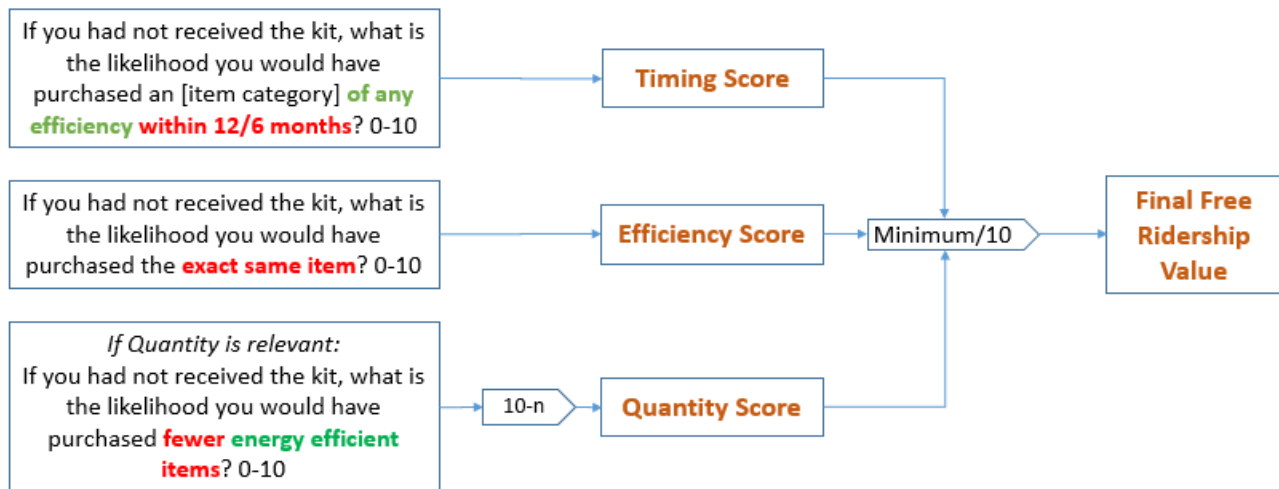 If you had not received the kit, what is
the likelihood you would have
purchased an [item category] of any
efficiency within 12/6 months? 0-10
Timing Score
If you had not received the kit, what is
the likelihood you would have
purchased the exact same item? 0-10
Efficiency Score
Minimum/10
Final Free
Ridership
Value
If Quantity is relevant:
If you had not received the kit, what is
the likelihood you would have
purchased fewer energy efficient
items? 0-10
10-n
Quantity Score